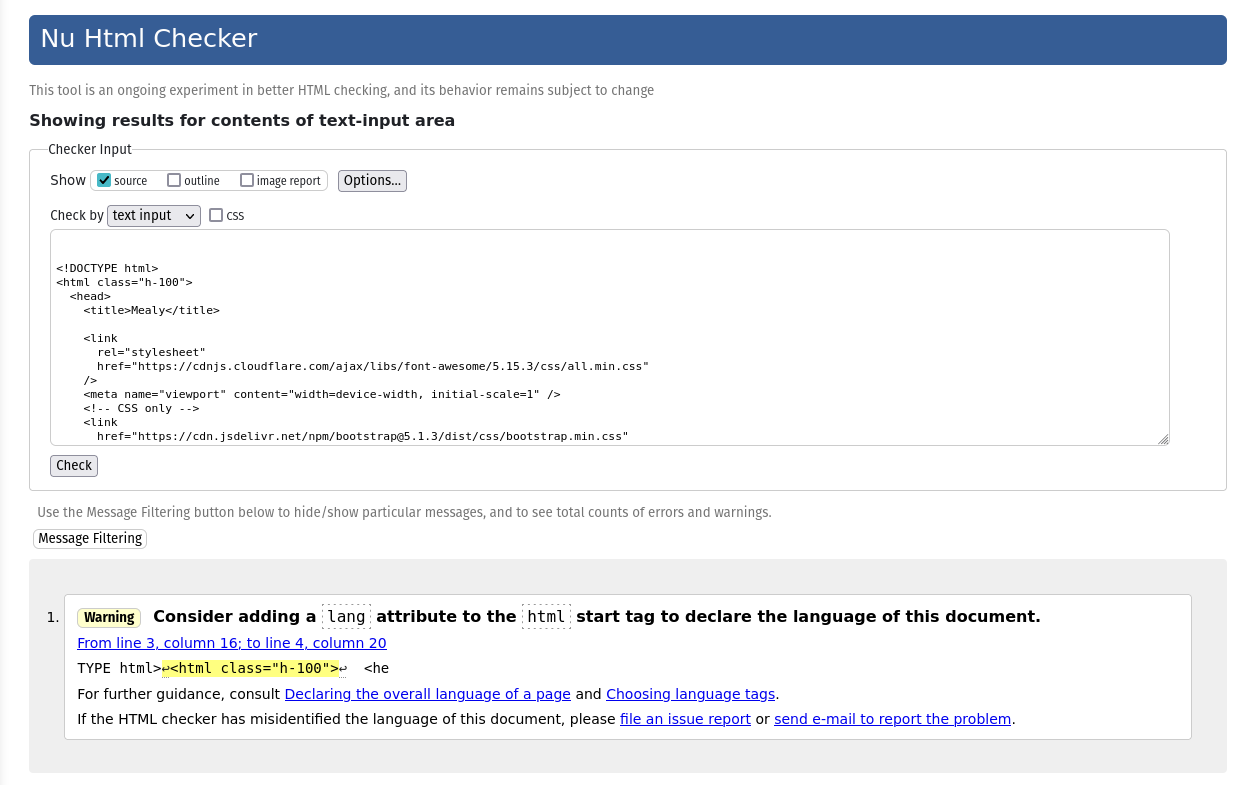 Nu Html Checker
This tool is an ongoing experiment in better HTML checking, and its behavior remains subject to change
Showing results for contents of text-input area
Checker Input
Show source outline image report Options...
Check by text input css
<!DOCTYPE html>
<html class="h-100">
<head>
<title>Mealy</title>
<link
rel="stylesheet"
href="https://cdnjs.cloudflare.com/ajax/libs/font-awesome/5.15.3/css/all.min.css"
/>
<meta name="viewport" content="width=device-width, initial-scale=1" />
<!-- CSS only -->
<link
href="https://cdn.jsdelivr.net/npm/bootstrap@5.1.3/dist/css/bootstrap.min.css"
Check
Use the Message Filtering button below to hide/show particular messages, and to see total counts of errors and warnings.
Message Filtering
1. Warning Consider adding a lang attribute to the html start tag to declare the language of this document.
From line 3, column 16; to line 4, column 20
TYPE html>↩<html class="h-100">↩  <he
For further guidance, consult Declaring the overall language of a page and Choosing language tags.
If the HTML checker has misidentified the language of this document, please file an issue report or send e-mail to report the problem.